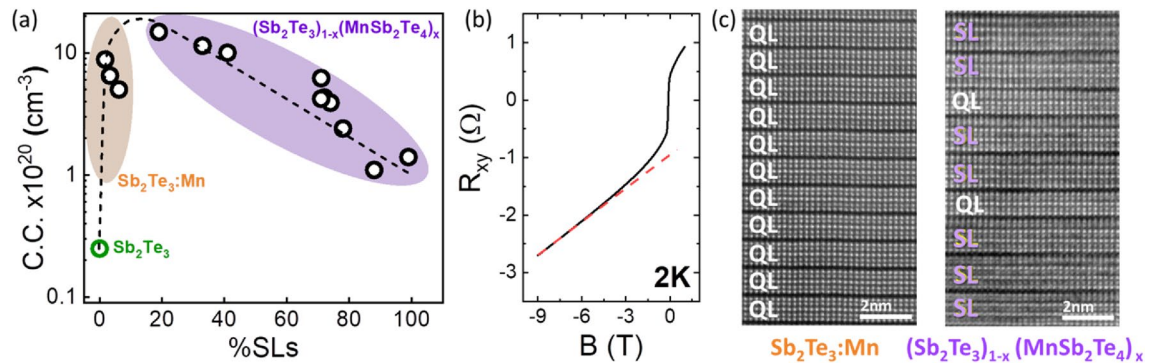 (a)
C.C. x10²⁰ (cm⁻³)
10
1
0.1
(Sb₂Te₃)₁₋ₓ(MnSb₂Te₄)ₓ
Sb₂Te₃:Mn
Sb₂Te₃
0 20 40 60 80 100
%SLs
(b)
Rxy (Ω)
1
0
-1
-2
-3
2K
-9 -6 -3 0
B (T)
(c)
QL
QL
QL
QL
QL
QL
QL
QL
QL
QL
QL
2nm
Sb₂Te₃:Mn
SL
SL
QL
SL
SL
QL
SL
SL
SL
2nm
(Sb₂Te₃)₁₋ₓ (MnSb₂Te₄)ₓ